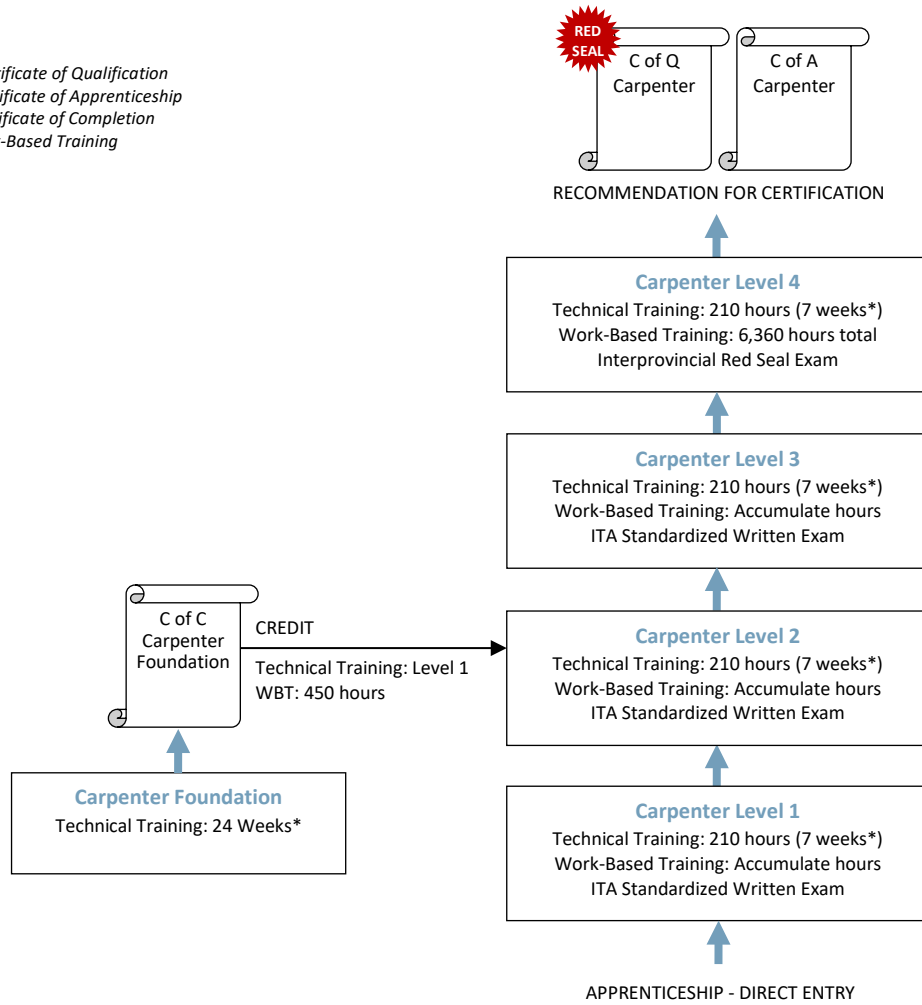 RED
SEAL
C of Q
Carpenter
C of A
Carpenter
of Qualification
of Apprenticeship
of Completion
-Based Training
RECOMMENDATION FOR CERTIFICATION
Carpenter Level 4
Technical Training: 210 hours (7 weeks*)
Work-Based Training: 6,360 hours total
Interprovincial Red Seal Exam
Carpenter Level 3
Technical Training: 210 hours (7 weeks*)
Work-Based Training: Accumulate hours
ITA Standardized Written Exam
C of C
Carpenter
Foundation
CREDIT
Technical Training: Level 1
WBT: 450 hours
Carpenter Level 2
Technical Training: 210 hours (7 weeks*)
Work-Based Training: Accumulate hours
ITA Standardized Written Exam
Carpenter Foundation
Technical Training: 24 Weeks*
Carpenter Level 1
Technical Training: 210 hours (7 weeks*)
Work-Based Training: Accumulate hours
ITA Standardized Written Exam
APPRENTICESHIP - DIRECT ENTRY